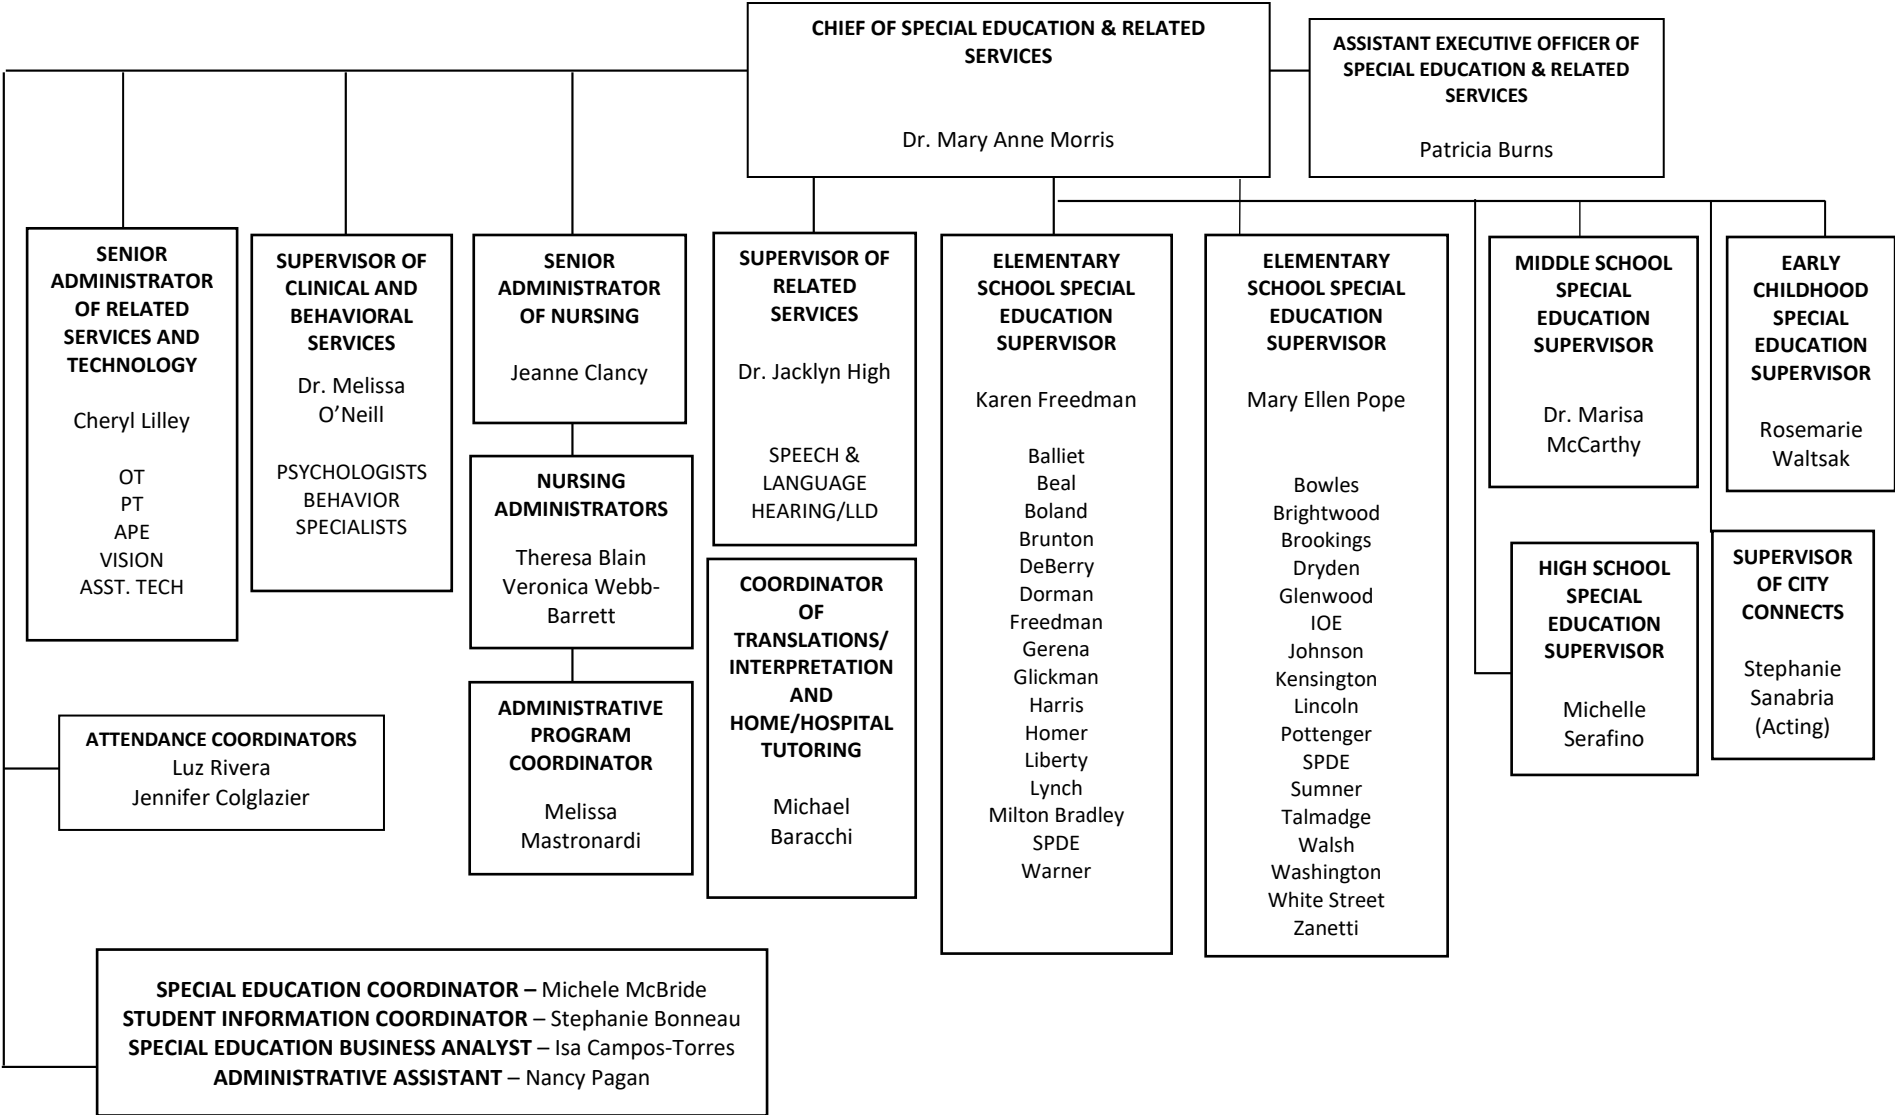 CHIEF OF SPECIAL EDUCATION & RELATED
SERVICES
Dr. Mary Anne Morris
ASSISTANT EXECUTIVE OFFICER OF
SPECIAL EDUCATION & RELATED
SERVICES
Patricia Burns
SENIOR
ADMINISTRATOR
OF RELATED
SERVICES AND
TECHNOLOGY
Cheryl Lilley
OT
PT
APE
VISION
ASST. TECH
SUPERVISOR OF
CLINICAL AND
BEHAVIORAL
SERVICES
Dr. Melissa
O’Neill
PSYCHOLOGISTS
BEHAVIOR
SPECIALISTS
SENIOR
ADMINISTRATOR
OF NURSING
Jeanne Clancy
NURSING
ADMINISTRATORS
Theresa Blain
Veronica Webb-
Barrett
ADMINISTRATIVE
PROGRAM
COORDINATOR
Melissa
Mastronardi
SUPERVISOR OF
RELATED
SERVICES
Dr. Jacklyn High
SPEECH &
LANGUAGE
HEARING/LLD
COORDINATOR
OF
TRANSLATIONS/
INTERPRETATION
AND
HOME/HOSPITAL
TUTORING
Michael
Baracchi
ELEMENTARY
SCHOOL SPECIAL
EDUCATION
SUPERVISOR
Karen Freedman
Balliet
Beal
Boland
Brunton
DeBerry
Dorman
Freedman
Gerena
Glickman
Harris
Homer
Liberty
Lynch
Milton Bradley
SPDE
Warner
ELEMENTARY
SCHOOL SPECIAL
EDUCATION
SUPERVISOR
Mary Ellen Pope
Bowles
Brightwood
Brookings
Dryden
Glenwood
IOE
Johnson
Kensington
Lincoln
Pottenger
SPDE
Sumner
Talmadge
Walsh
Washington
White Street
Zanetti
MIDDLE SCHOOL
SPECIAL
EDUCATION
SUPERVISOR
Dr. Marisa
McCarthy
EARLY
CHILDHOOD
SPECIAL
EDUCATION
SUPERVISOR
Rosemarie
Waltsak
HIGH SCHOOL
SPECIAL
EDUCATION
SUPERVISOR
Michelle
Serafino
SUPERVISOR
OF CITY
CONNECTS
Stephanie
Sanabria
(Acting)
ATTENDANCE COORDINATORS
Luz Rivera
Jennifer Colglazier
SPECIAL EDUCATION COORDINATOR – Michele McBride
STUDENT INFORMATION COORDINATOR – Stephanie Bonneau
SPECIAL EDUCATION BUSINESS ANALYST – Isa Campos-Torres
ADMINISTRATIVE ASSISTANT – Nancy Pagan